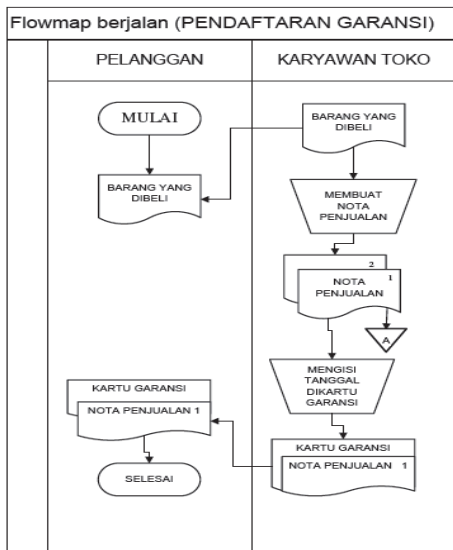 Flowmap berjalan (PENDAFTARAN GARANSI)
PELANGGAN
KARYAWAN TOKO
MULAI
BARANG YANG
DIBELI
BARANG YANG
DIBELI
MEMBUAT
NOTA
PENJUALAN
2
1
NOTA
PENJUALAN
A
MENGISI
TANGGAL
DIKARTU
GARANSI
KARTU GARANSI
NOTA PENJUALAN 1
KARTU GARANSI
NOTA PENJUALAN 1
SELESAI